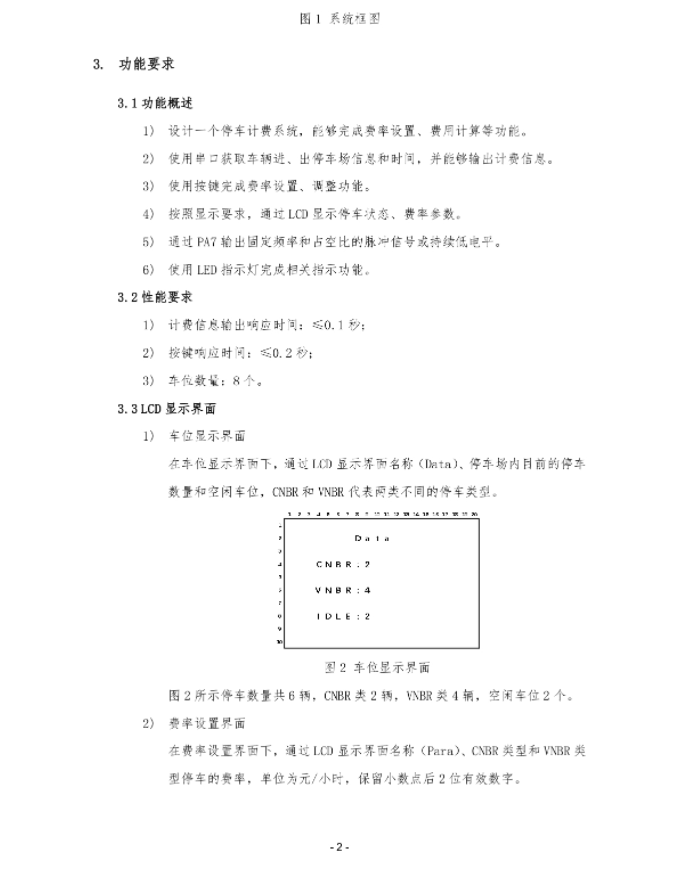 图 1 系统框图
3. 功能要求
3.1 功能概述
1) 设计一个停车计费系统，能够完成费率设置、费用计算等功能。
2) 使用串口获取车辆进、出停车场信息和时间，并能够输出计费信息。
3) 使用按键完成费率设置、调整功能。
4) 按照显示要求，通过 LCD 显示停车状态、费率参数。
5) 通过 PA7 输出固定频率和占空比的脉冲信号或持续低电平。
6) 使用 LED 指示灯完成相关指示功能。
3.2 性能要求
1) 计费信息输出响应时间：≤0.1 秒；
2) 按键响应时间：≤0.2 秒；
3) 车位数量：8 个。
3.3 LCD 显示界面
1) 车位显示界面
在车位显示界面下，通过 LCD 显示界面名称（Data）、停车场内目前的停车
数量和空闲车位，CNBR 和 VNBR 代表两类不同的停车类型。
1 2 3 4 5 6 7 8 9 10 11 12 13 14 15 16 17 18 19 20
1
2
3
4
5
6
7
8
9
10
Data
CNBR:2
VNBR:4
IDLE:2
图 2 车位显示界面
图 2 所示停车数量共 6 辆，CNBR 类 2 辆，VNBR 类 4 辆，空闲车位 2 个。
2) 费率设置界面
在费率设置界面下，通过 LCD 显示界面名称（Para）、CNBR 类型和 VNBR 类
型停车的费率，单位为元/小时，保留小数点后 2 位有效数字。
- 2 -